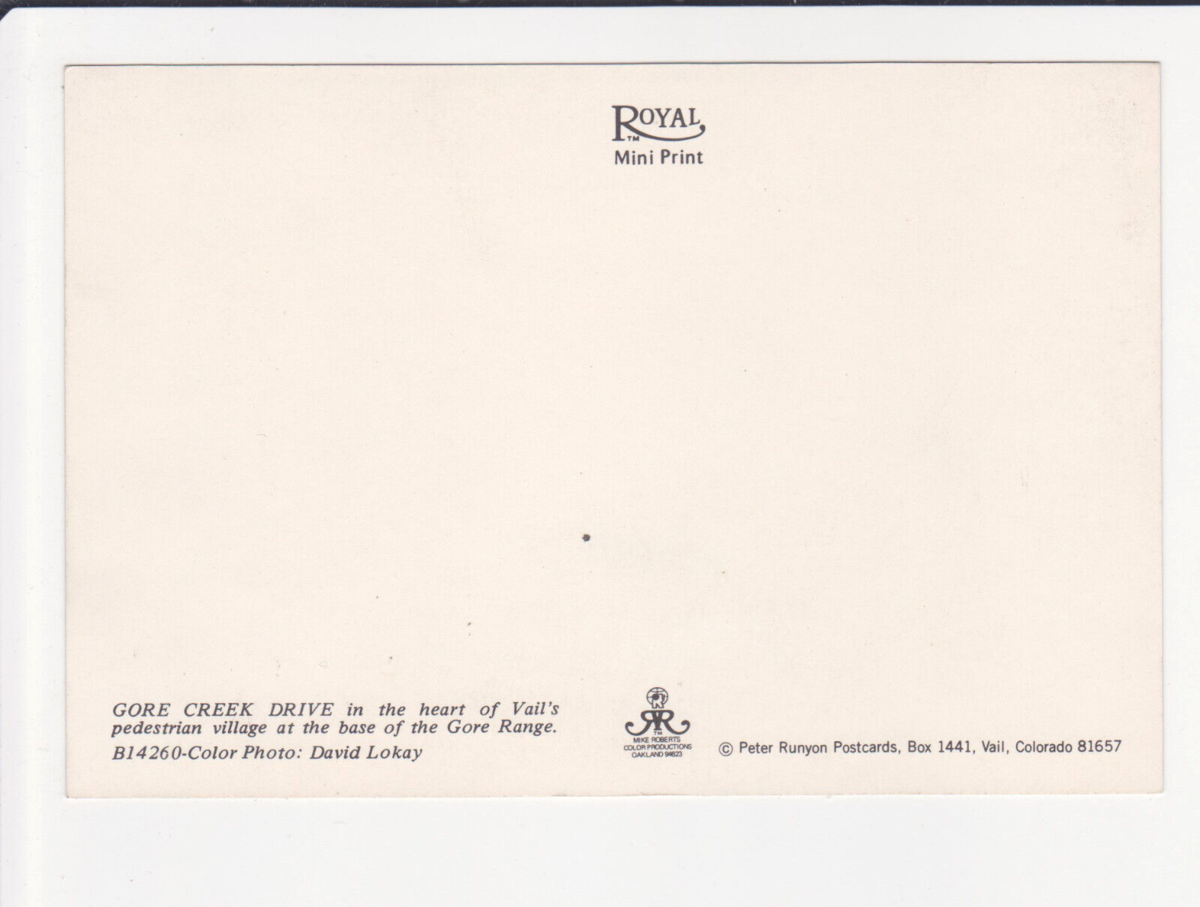 ROYAL
TM
Mini Print
GORE CREEK DRIVE in the heart of Vail's
pedestrian village at the base of the Gore Range.
B14260-Color Photo: David Lokay
TM
MIKE ROBERTS
COLOR PRODUCTIONS
OAKLAND 94623
© Peter Runyon Postcards, Box 1441, Vail, Colorado 81657